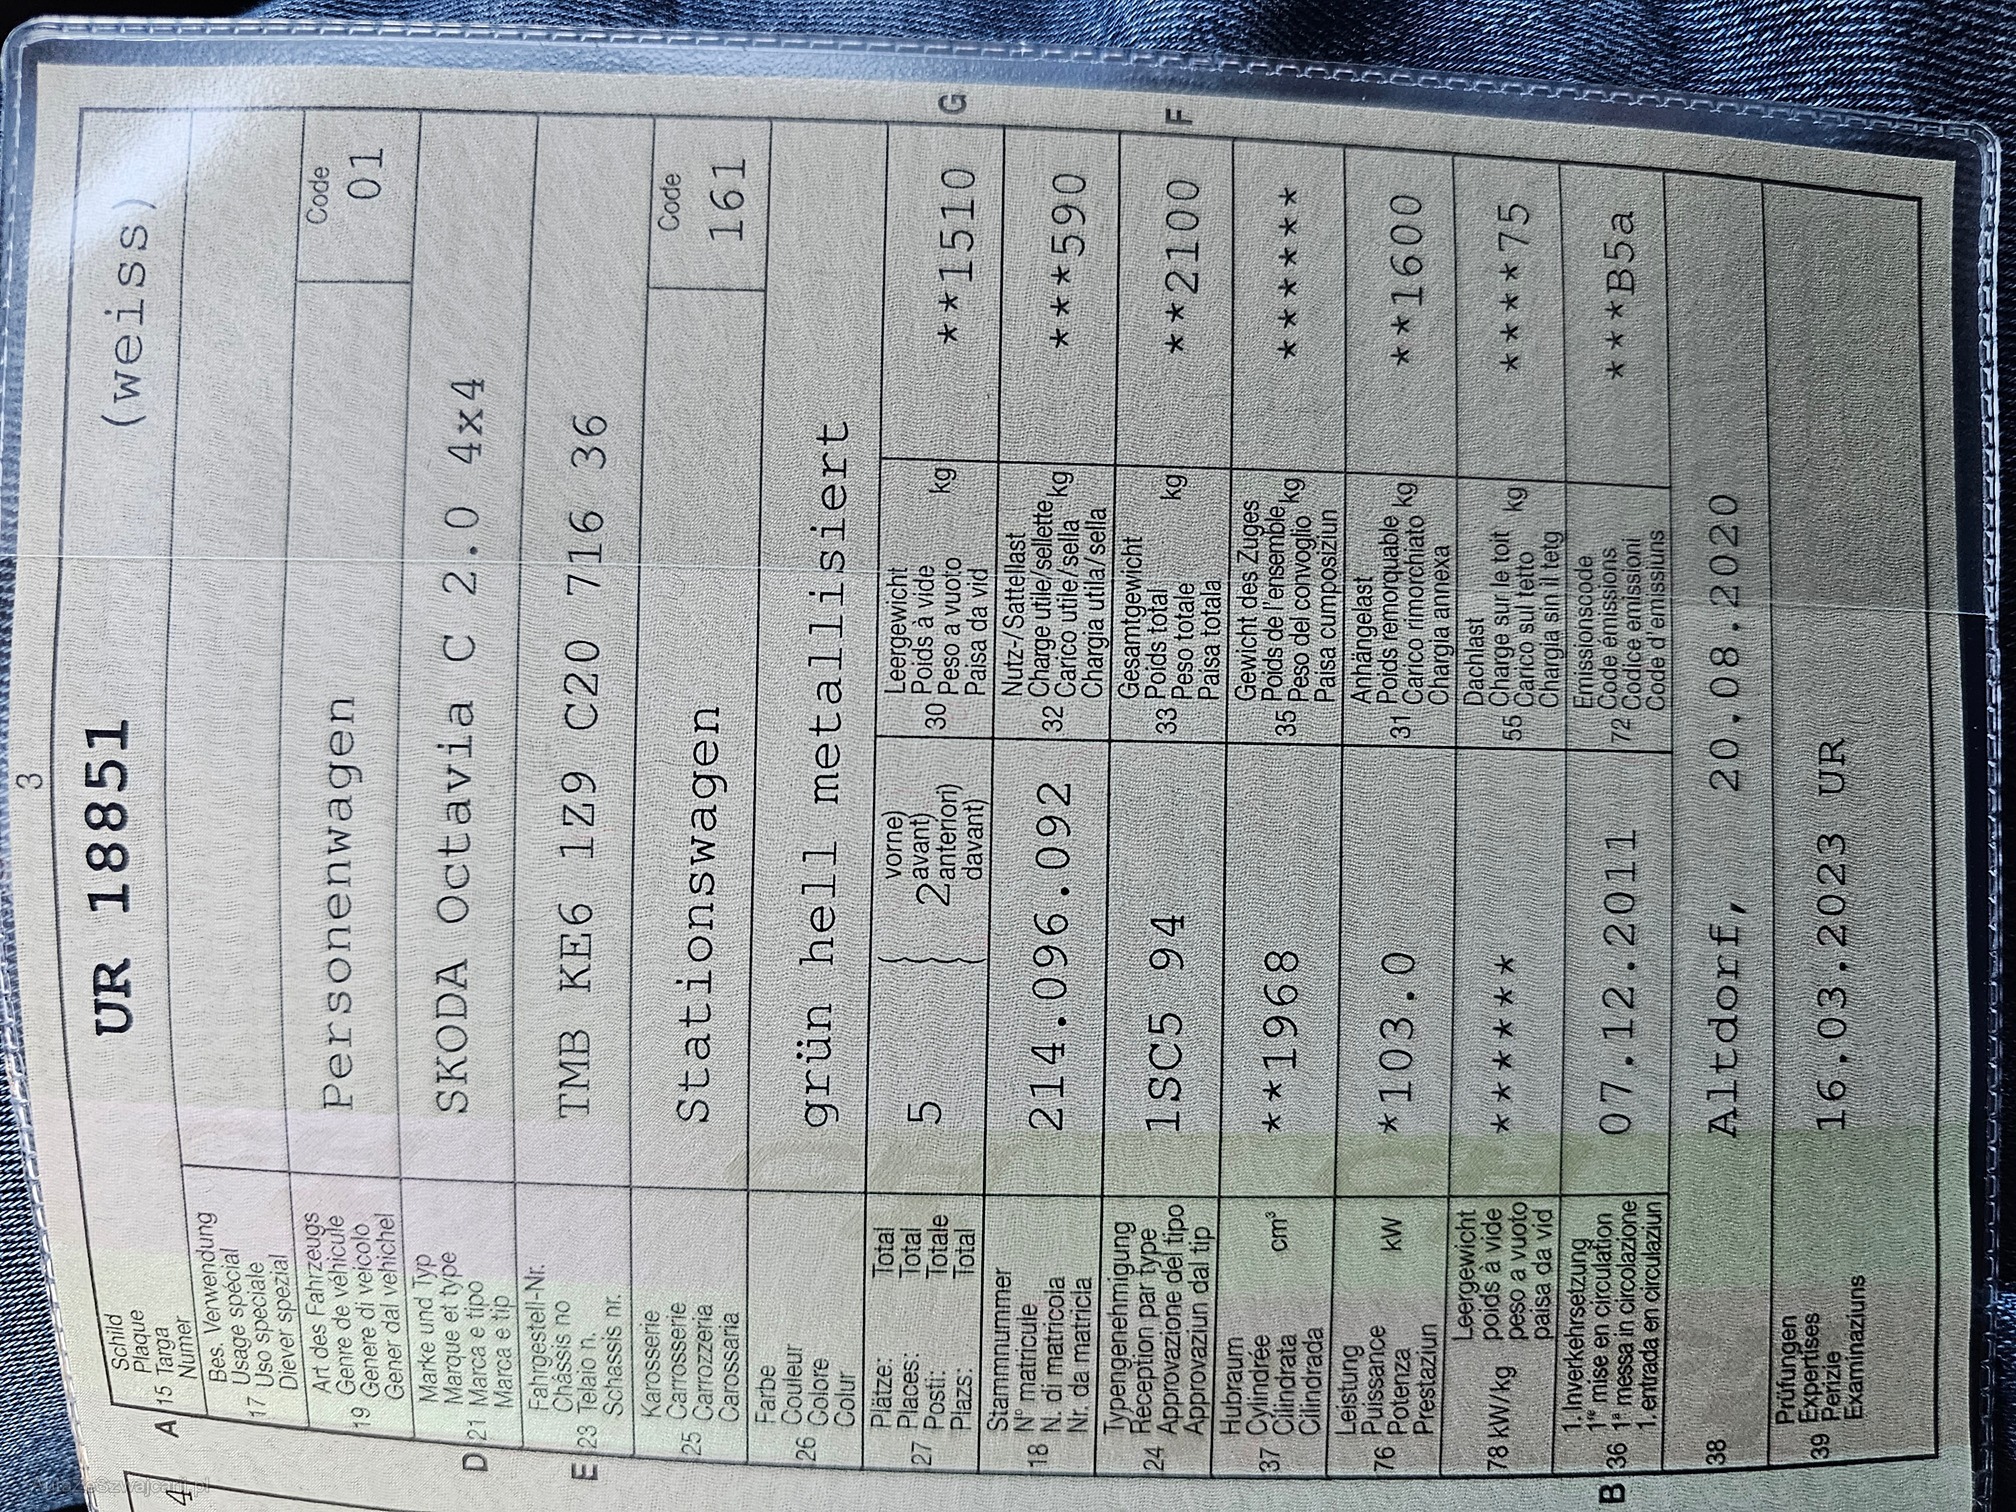 3
4
A
15
Schild
Plaque
Targa
Numer
UR 18851 (weiss)
17
Bes. Verwendung
Usage spécial
Uso speciale
Diever spezial
19
Art des Fahrzeugs
Genre de véhicule
Genere di veicolo
Gener dal vehichel
Personenwagen
Code
01
D
21
Marke und Typ
Marque et type
Marca e tipo
Marca e tip
SKODA Octavia C 2.0 4x4
E
23
Fahrgestell-Nr.
Châssis no
Telaio n.
Schassis nr.
TMB KE6 1Z9 C20 716 36
25
Karosserie
Carrosserie
Carrozzeria
Carossaria
Stationswagen
Code
161
26
Farbe
Couleur
Colore
Colur
grün hell metallisiert
27
Plätze: Total
Places: Total
Posti: Totale
Plazs: Total
5
2
vorne)
avant)
anteriori)
davant)
30
Leergewicht
Poids à vide
Peso a vuoto
Paisa da vid
kg
**1510
G
18
Stammnummer
N° matricule
N. di matricola
Nr. da matricla
214.096.092
32
Nutz-/Sattellast
Charge utile/sellette
Carico utile/sella
Chargia utila/sella
kg
***590
24
Typengenehmigung
Réception par type
Approvazione del tipo
Approvaziun dal tip
1SC5 94
33
Gesamtgewicht
Poids total
Peso totale
Paisa totala
kg
**2100
F
37
Hubraum
Cylindrée
Cilindrata
Cilindrada
cm³
**1968
35
Gewicht des Zuges
Poids de l'ensemble
Peso del convoglio
Paisa cumposiziun
kg
*******
76
Leistung
Puissance
Potenza
Prestaziun
kW
*103.0
31
Anhängelast
Poids remorquable
Carico rimorchiato
Chargia annexa
kg
**1600
78 kW/kg
Leergewicht
poids à vide
peso a vuoto
paisa da vid
*******
55
Dachlast
Charge sur le toit
Carico sul tetto
Chargia sin il tetg
kg
*****75
B
36
1. Inverkehrsetzung
1re mise en circulation
1a messa in circolazione
1. entrada en circulaziun
07.12.2011
72
Emissionscode
Code émissions
Codice emissioni
Code d'emissiuns
***B5a
38
Altdorf, 20.08.2020
39
Prüfungen
Expertises
Perizie
Examinaziuns
16.03.2023 UR